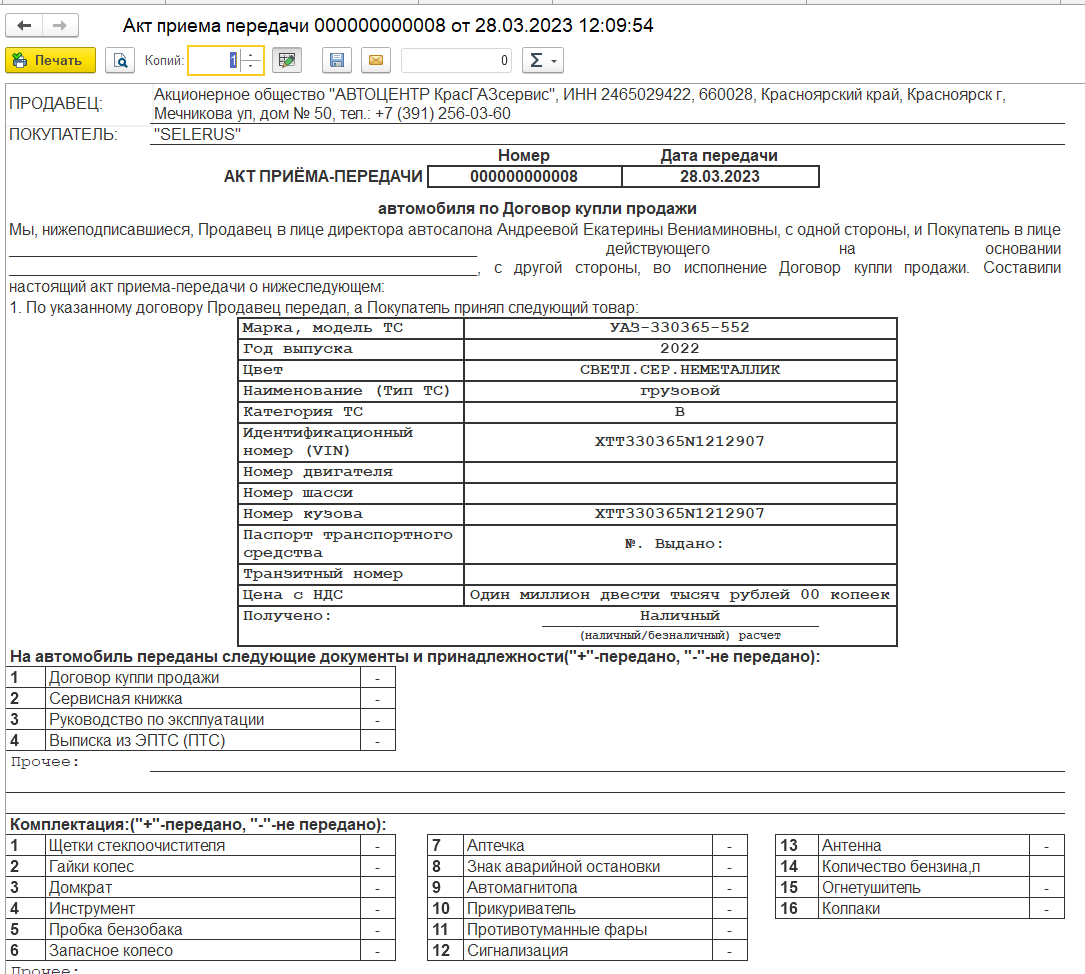 Акт приема передачи 000000000008 от 28.03.2023 12:09:54
Печать Копий: 1 0 Σ
ПРОДАВЕЦ: Акционерное общество "АВТОЦЕНТР КрасГАЗсервис", ИНН 2465029422, 660028, Красноярский край, Красноярск г,
Мечникова ул, дом № 50, тел.: +7 (391) 256-03-60
ПОКУПАТЕЛЬ: "SELERUS"
Номер Дата передачи
АКТ ПРИЁМА-ПЕРЕДАЧИ 000000000008 28.03.2023
автомобиля по Договор купли продажи
Мы, нижеподписавшиеся, Продавец в лице директора автосалона Андреевой Екатерины Вениаминовны, с одной стороны, и Покупатель в лице
действующего на основании
, с другой стороны, во исполнение Договор купли продажи. Составили
настоящий акт приема-передачи о нижеследующем:
1. По указанному договору Продавец передал, а Покупатель принял следующий товар:
Марка, модель ТС УАЗ-330365-552
Год выпуска 2022
Цвет СВЕТЛ.СЕР.НЕМЕТАЛЛИК
Наименование (Тип ТС) грузовой
Категория ТС В
Идентификационный
номер (VIN) XTT330365N1212907
Номер двигателя
Номер шасси
Номер кузова XTT330365N1212907
Паспорт транспортного
средства №. Выдано:
Транзитный номер
Цена с НДС Один миллион двести тысяч рублей 00 копеек
Получено: Наличный
(наличный/безналичный) расчет
На автомобиль переданы следующие документы и принадлежности("+"-передано, "-"-не передано):
1 Договор купли продажи -
2 Сервисная книжка -
3 Руководство по эксплуатации -
4 Выписка из ЭПТС (ПТС) -
Прочее:
Комплектация:("+"-передано, "-"-не передано):
1 Щетки стеклоочистителя - 7 Аптечка - 13 Антенна -
2 Гайки колес - 8 Знак аварийной остановки - 14 Количество бензина,л
3 Домкрат - 9 Автомагнитола - 15 Огнетушитель -
4 Инструмент - 10 Прикуриватель - 16 Колпаки -
5 Пробка бензобака - 11 Противотуманные фары -
6 Запасное колесо - 12 Сигнализация -
Прочее: